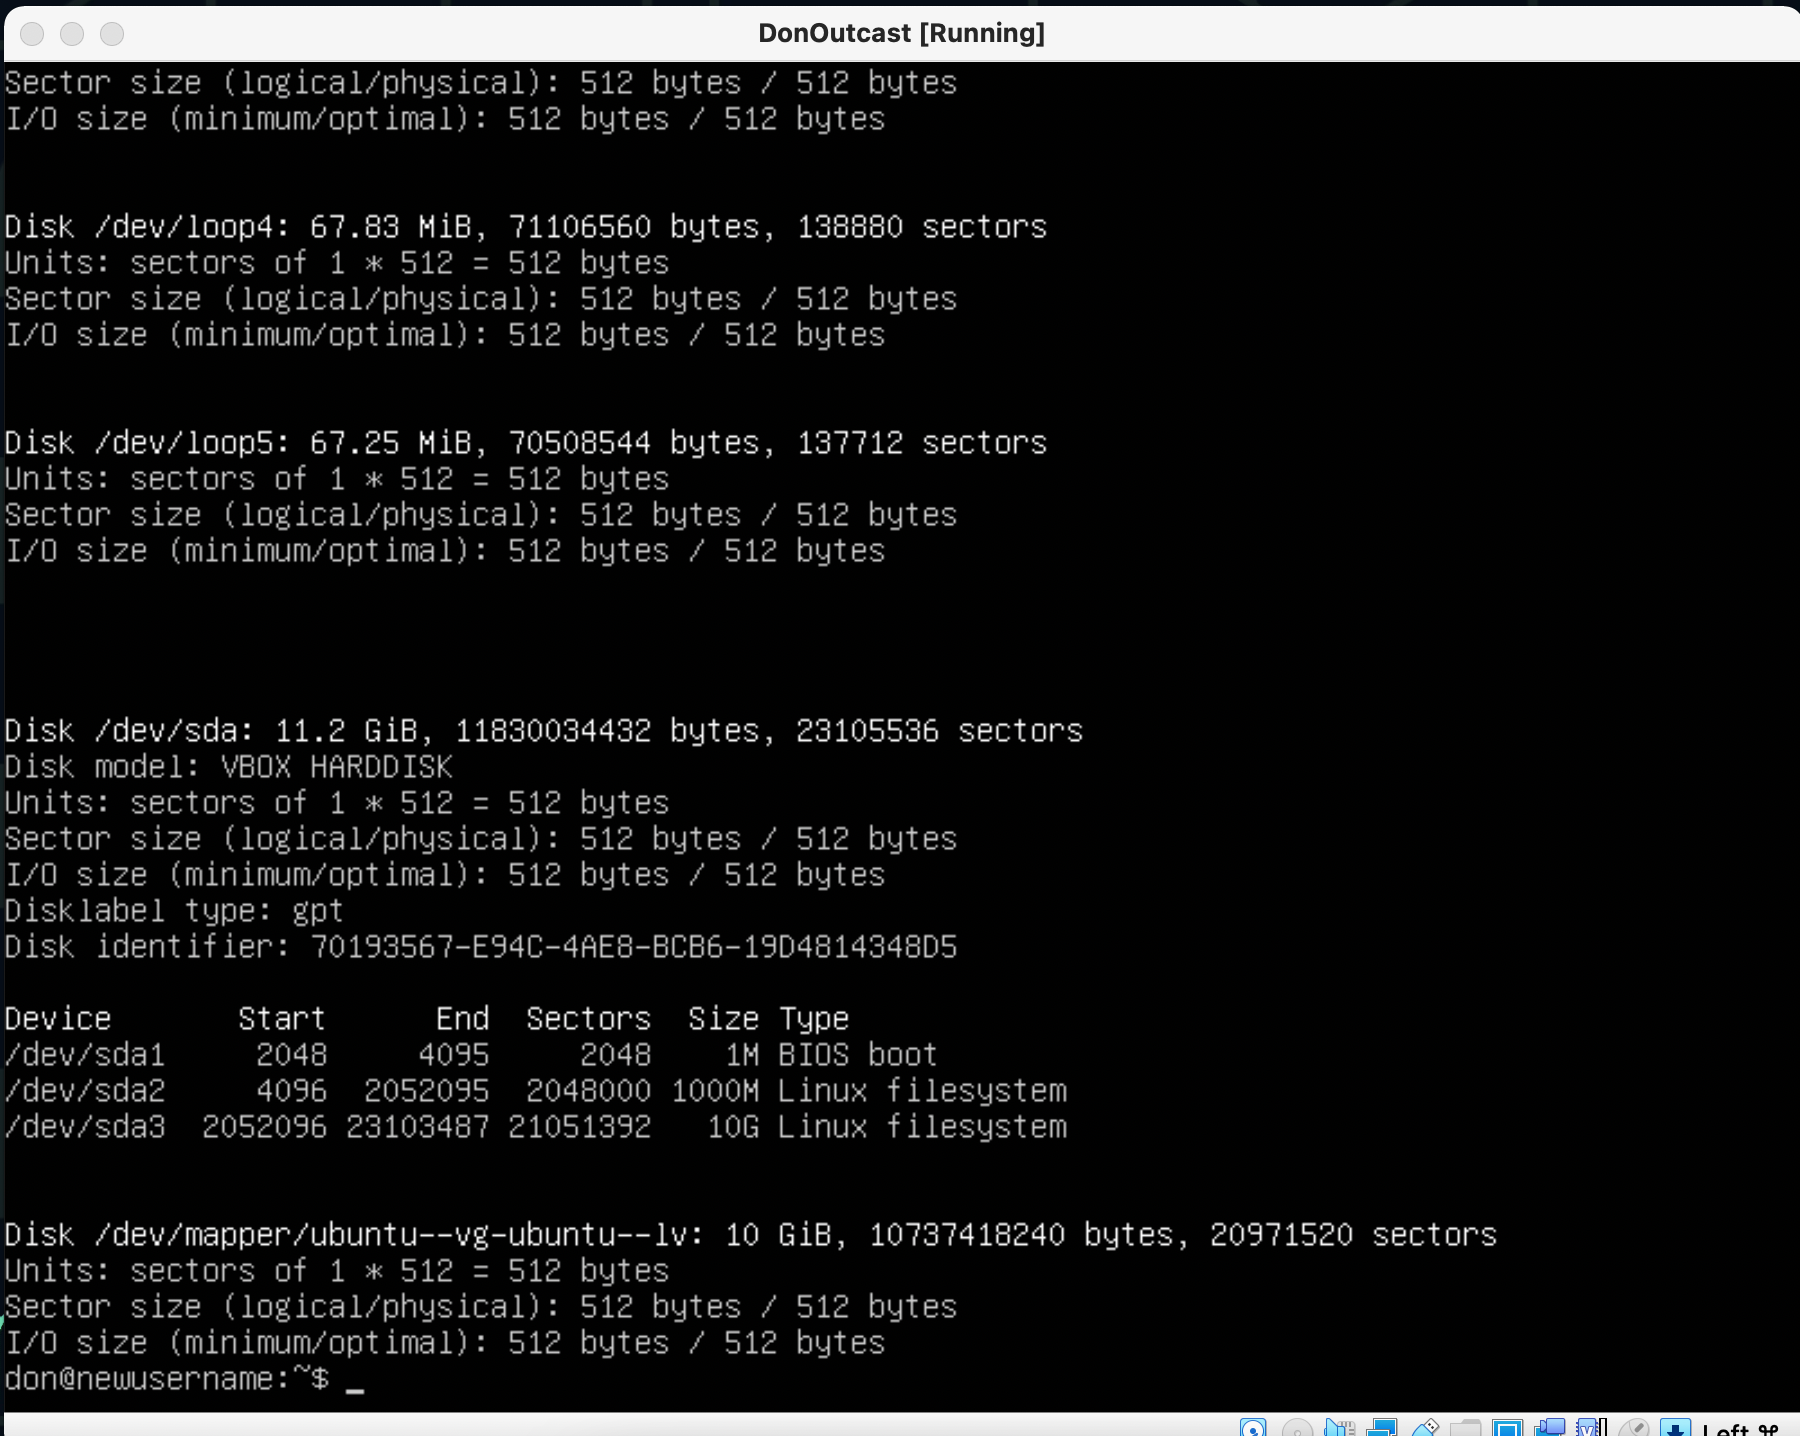 DonOutcast [Running]
Sector size (logical/physical): 512 bytes / 512 bytes
I/O size (minimum/optimal): 512 bytes / 512 bytes
Disk /dev/loop4: 67.83 MiB, 71106560 bytes, 138880 sectors
Units: sectors of 1 * 512 = 512 bytes
Sector size (logical/physical): 512 bytes / 512 bytes
I/O size (minimum/optimal): 512 bytes / 512 bytes
Disk /dev/loop5: 67.25 MiB, 70508544 bytes, 137712 sectors
Units: sectors of 1 * 512 = 512 bytes
Sector size (logical/physical): 512 bytes / 512 bytes
I/O size (minimum/optimal): 512 bytes / 512 bytes
Disk /dev/sda: 11.2 GiB, 11830034432 bytes, 23105536 sectors
Disk model: VBOX HARDDISK
Units: sectors of 1 * 512 = 512 bytes
Sector size (logical/physical): 512 bytes / 512 bytes
I/O size (minimum/optimal): 512 bytes / 512 bytes
Disklabel type: gpt
Disk identifier: 70193567-E94C-4AE8-BCB6-19D4814348D5
Device Start End Sectors Size Type
/dev/sda1 2048 4095 2048 1M BIOS boot
/dev/sda2 4096 2052095 2048000 1000M Linux filesystem
/dev/sda3 2052096 23103487 21051392 10G Linux filesystem
Disk /dev/mapper/ubuntu--vg-ubuntu--lv: 10 GiB, 10737418240 bytes, 20971520 sectors
Units: sectors of 1 * 512 = 512 bytes
Sector size (logical/physical): 512 bytes / 512 bytes
I/O size (minimum/optimal): 512 bytes / 512 bytes
don@newusername:~$ _
Left ⌘